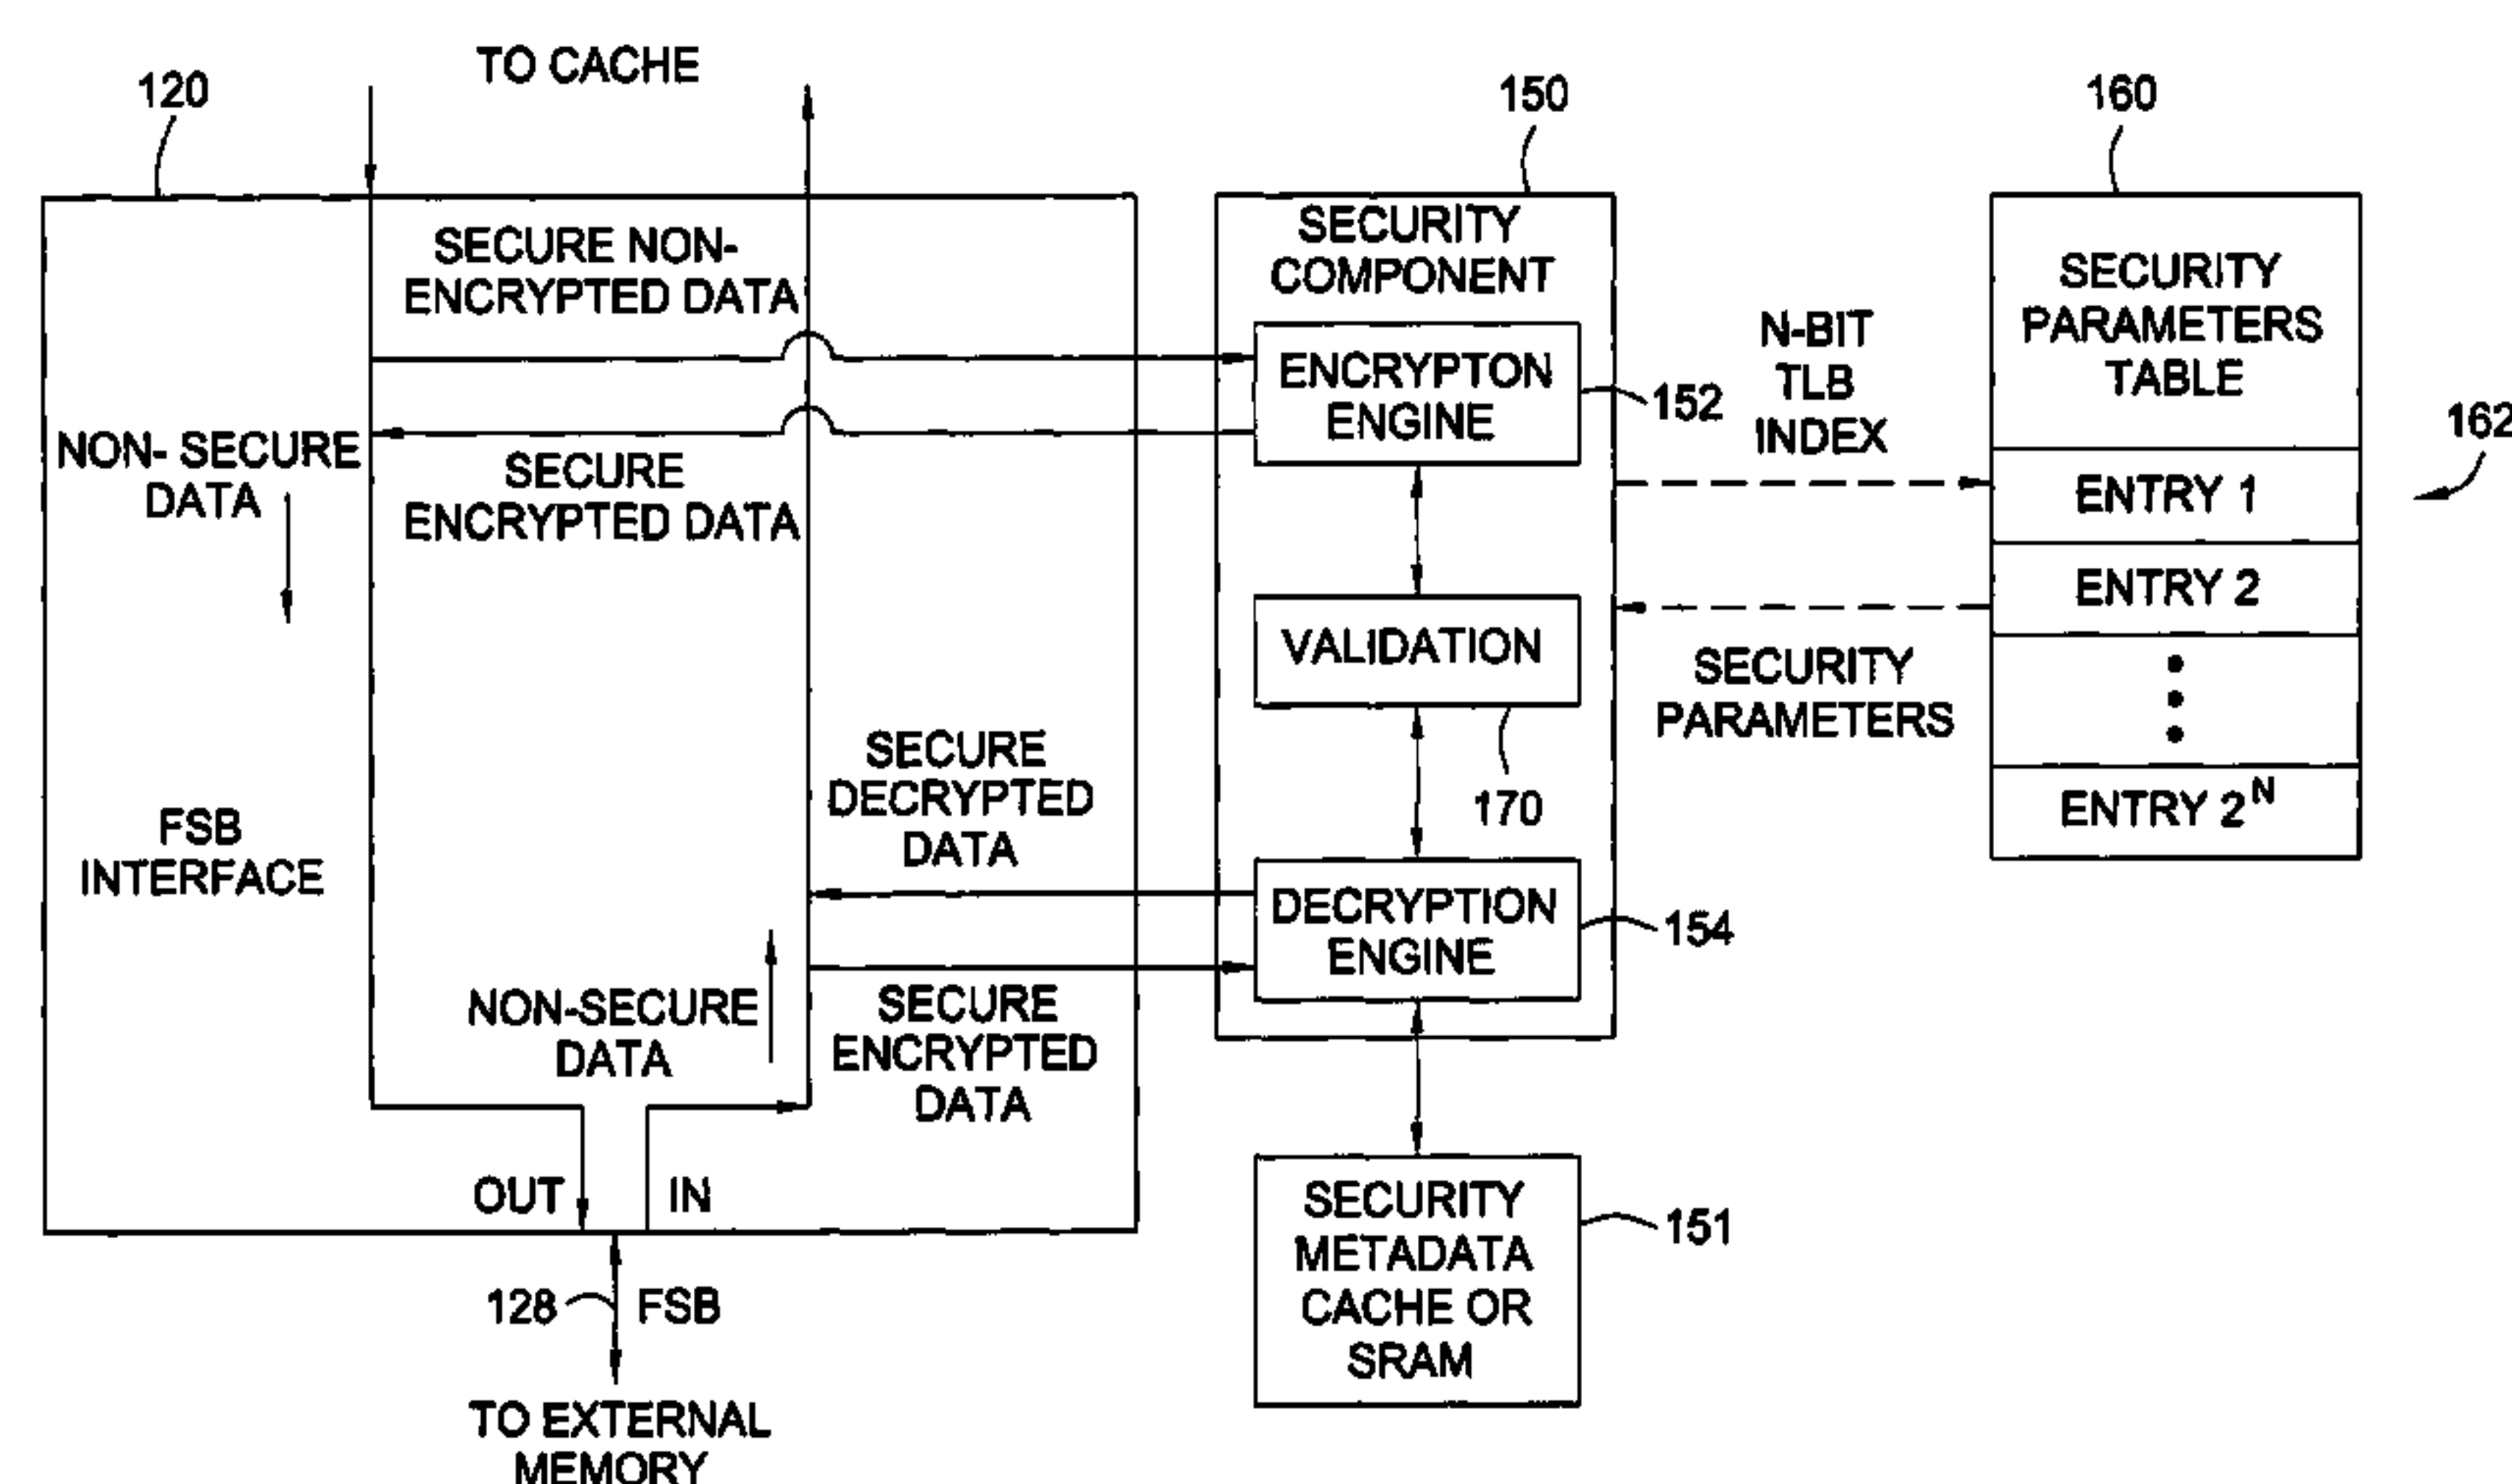 TO CACHE
120
150
160
SECURE NON-
ENCRYPTED DATA
SECURITY
COMPONENT
SECURITY
PARAMETERS
TABLE
N-BIT
TLB
INDEX
ENCRYPTON
ENGINE
152
162
NON- SECURE
DATA
SECURE
ENCRYPTED DATA
ENTRY 1
ENTRY 2
VALIDATION
SECURITY
PARAMETERS
170
ENTRY 2^N
SECURE
DECRYPTED
DATA
FSB
INTERFACE
DECRYPTION
ENGINE
154
NON-SECURE
DATA
SECURE
ENCRYPTED
DATA
OUT
IN
SECURITY
METADATA
CACHE OR
SRAM
151
128
FSB
TO EXTERNAL
MEMORY